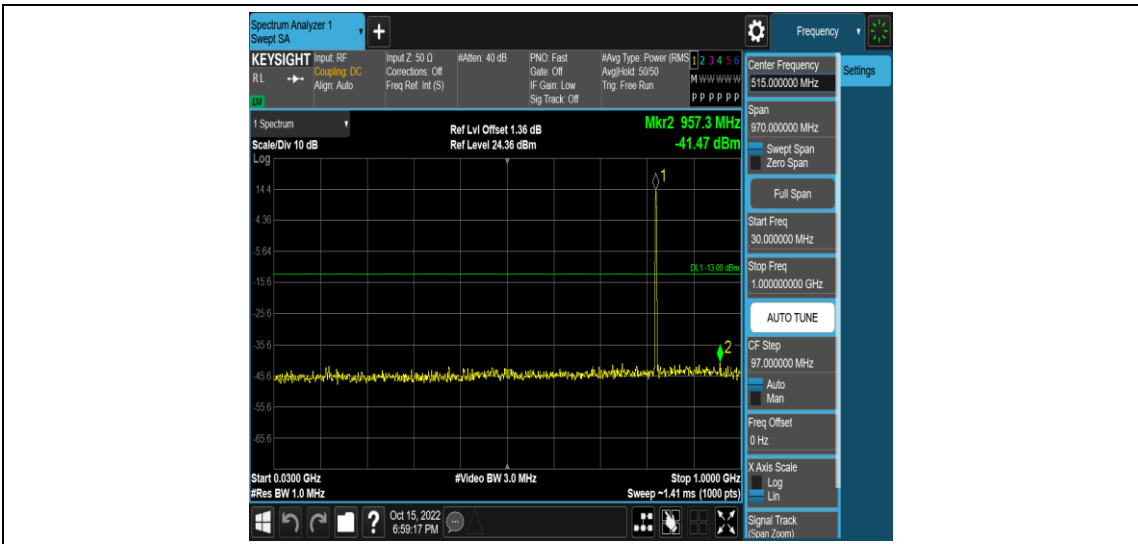 Spectrum Analyzer 1
Swept SA
+
Frequency
KEYSIGHT
RL
LXI
Input: RF
Coupling: DC
Align: Auto
Input Z: 50 Ω
Corrections: Off
Freq Ref: Int (S)
#Atten: 40 dB
PNO: Fast
Gate: Off
IF Gain: Low
Sig Track: Off
#Avg Type: Power (RMS
Avg|Hold: 50/50
Trig: Free Run
1 2 3 4 5 6
M W W W W W
P P P P P P
1 Spectrum
Scale/Div 10 dB
Log
Ref Lvl Offset 1.36 dB
Ref Level 24.36 dBm
Mkr2 957.3 MHz
-41.47 dBm
14.4
4.36
-5.64
-15.6
-25.6
-35.6
-45.6
-55.6
-65.6
1
DL1 -13.00 dBm
2
Start 0.0300 GHz
#Res BW 1.0 MHz
#Video BW 3.0 MHz
Stop 1.0000 GHz
Sweep ~1.41 ms (1000 pts)
?
Oct 15, 2022
6:59:17 PM
Center Frequency
515.000000 MHz
Settings
Span
970.000000 MHz
Swept Span
Zero Span
Full Span
Start Freq
30.000000 MHz
Stop Freq
1.000000000 GHz
AUTO TUNE
CF Step
97.000000 MHz
Auto
Man
Freq Offset
0 Hz
X Axis Scale
Log
Lin
Signal Track
(Span Zoom)